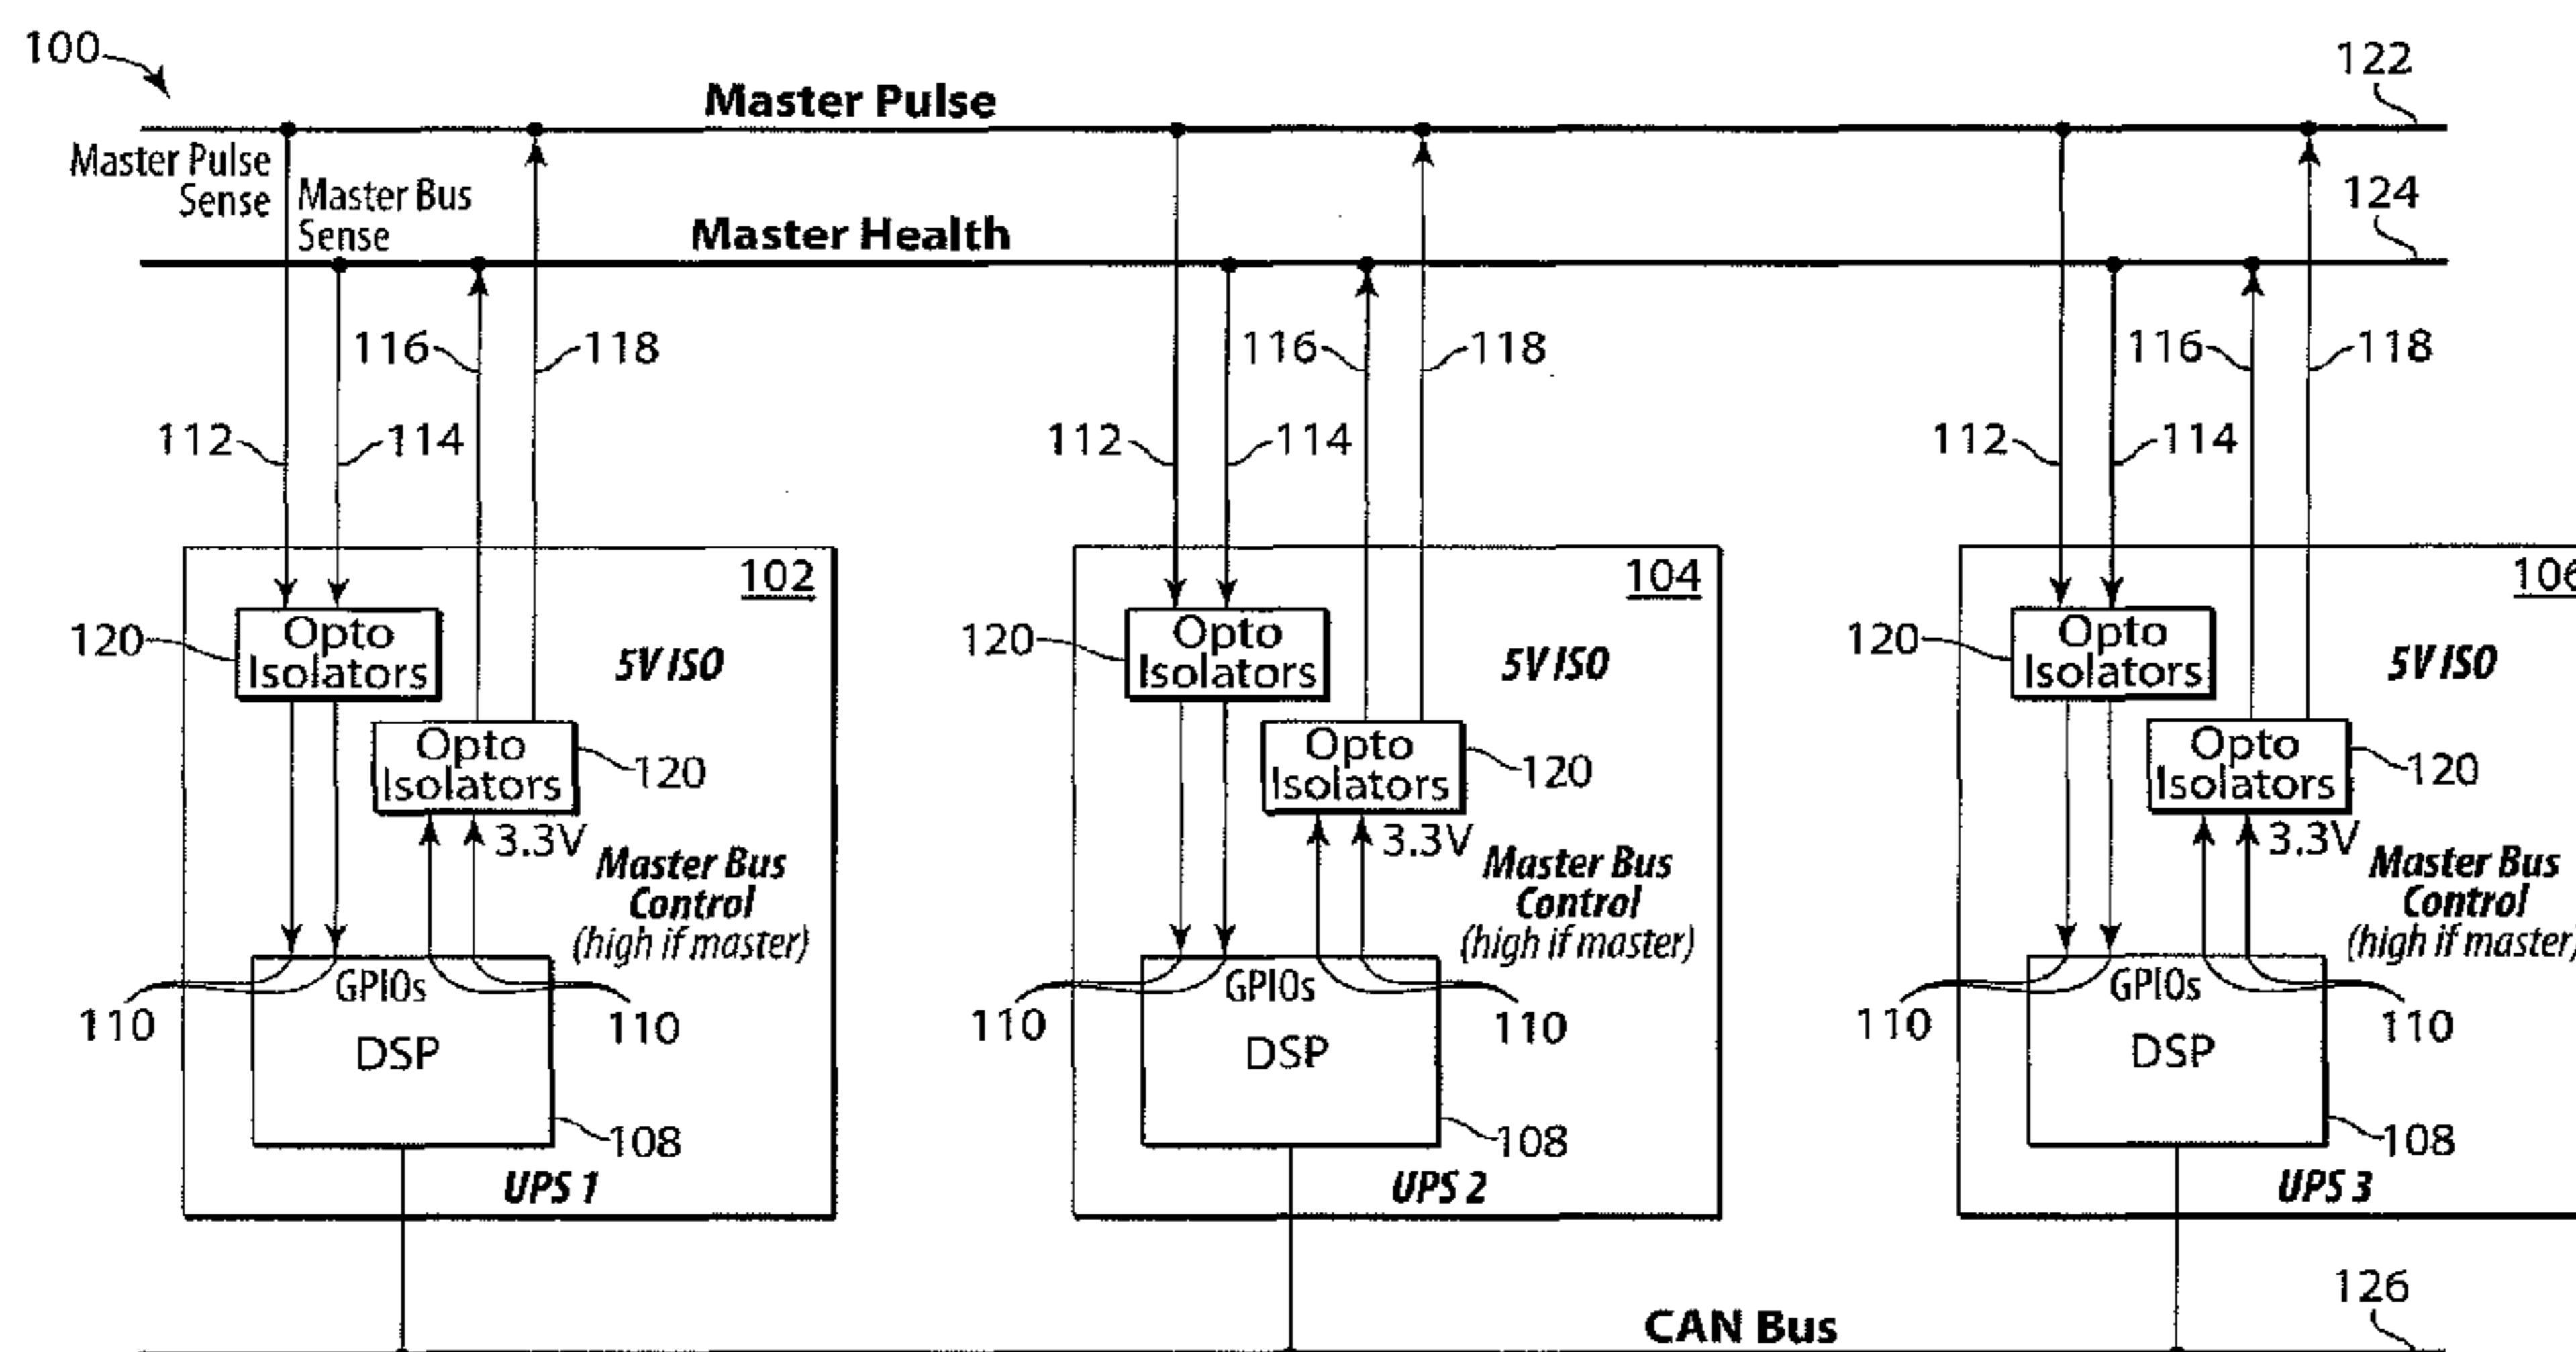 100
122
Master Pulse
Master Pulse
Sense
Master Bus
Sense
124
Master Health
116
118
116
118
116
118
112
114
112
114
112
114
102
104
106
Opto
Isolators
120
5V ISO
Opto
Isolators
120
5V ISO
Opto
Isolators
120
5V ISO
Opto
Isolators
120
Opto
Isolators
120
Opto
Isolators
120
3.3V
Master Bus
Control
(high if master)
3.3V
Master Bus
Control
(high if master)
3.3V
Master Bus
Control
(high if master)
GPIOs
110
110
DSP
GPIOs
110
110
DSP
GPIOs
110
110
DSP
108
108
108
UPS 1
UPS 2
UPS 3
126
CAN Bus